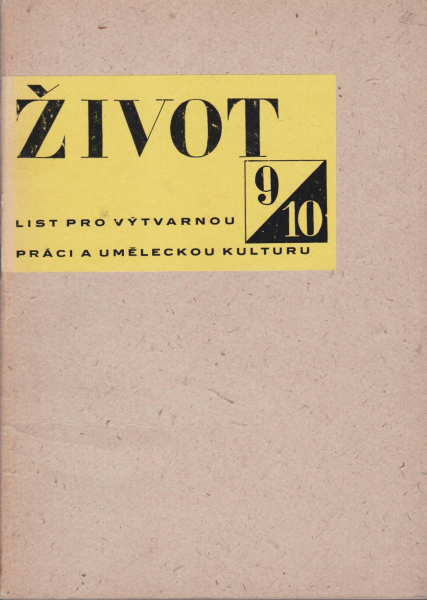 ŽIVOT
9
10
LIST PRO VÝTVARNOU
PRÁCI A UMĚLECKOU KULTURU